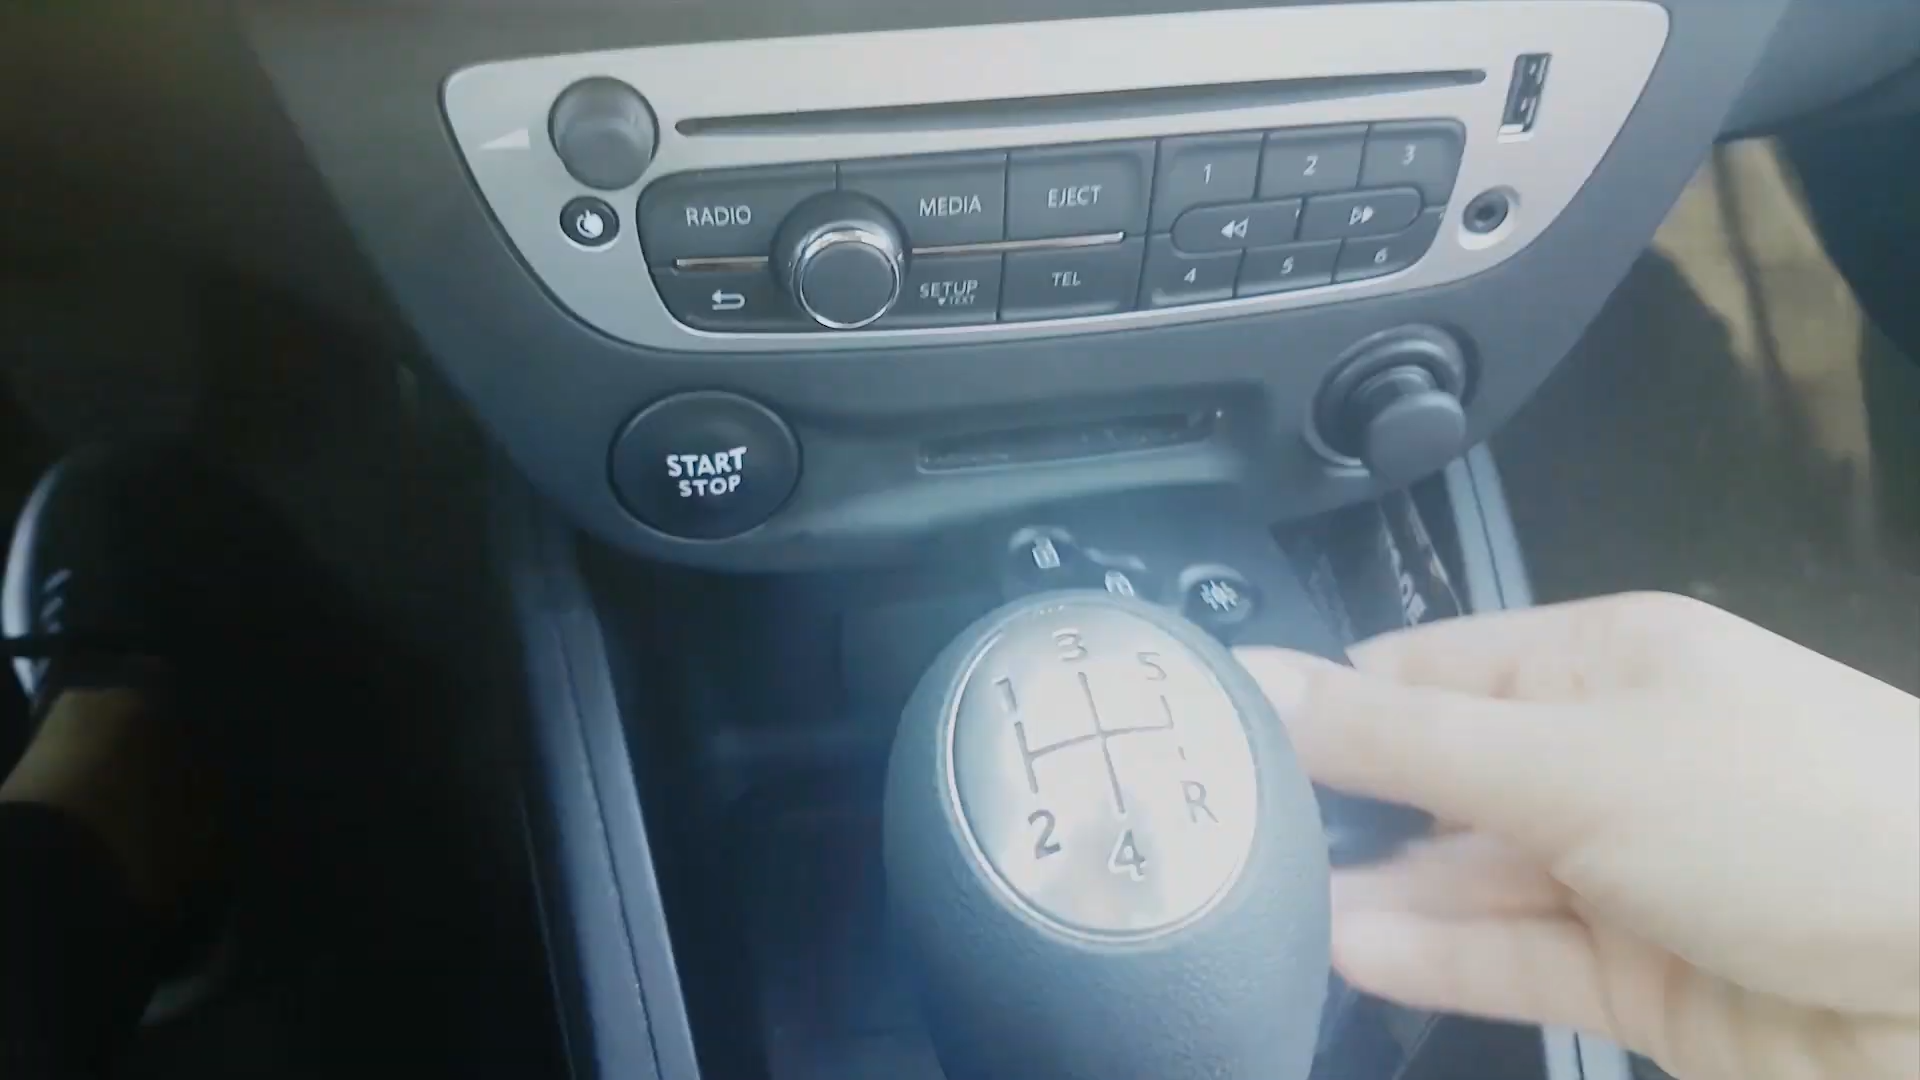 RADIO
MEDIA
EJECT
SETUP
▼TEXT
TEL
1
2
3
4
5
6
START
STOP
1 3 5
2 4 R